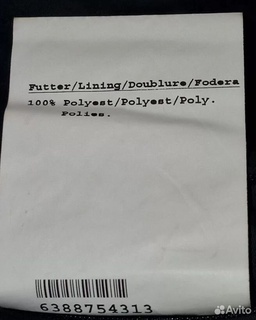 Futter/Lining/Doublure/Fodera
100% Polyest/Polyest/Poly.
Polies.
6388754313
Avito